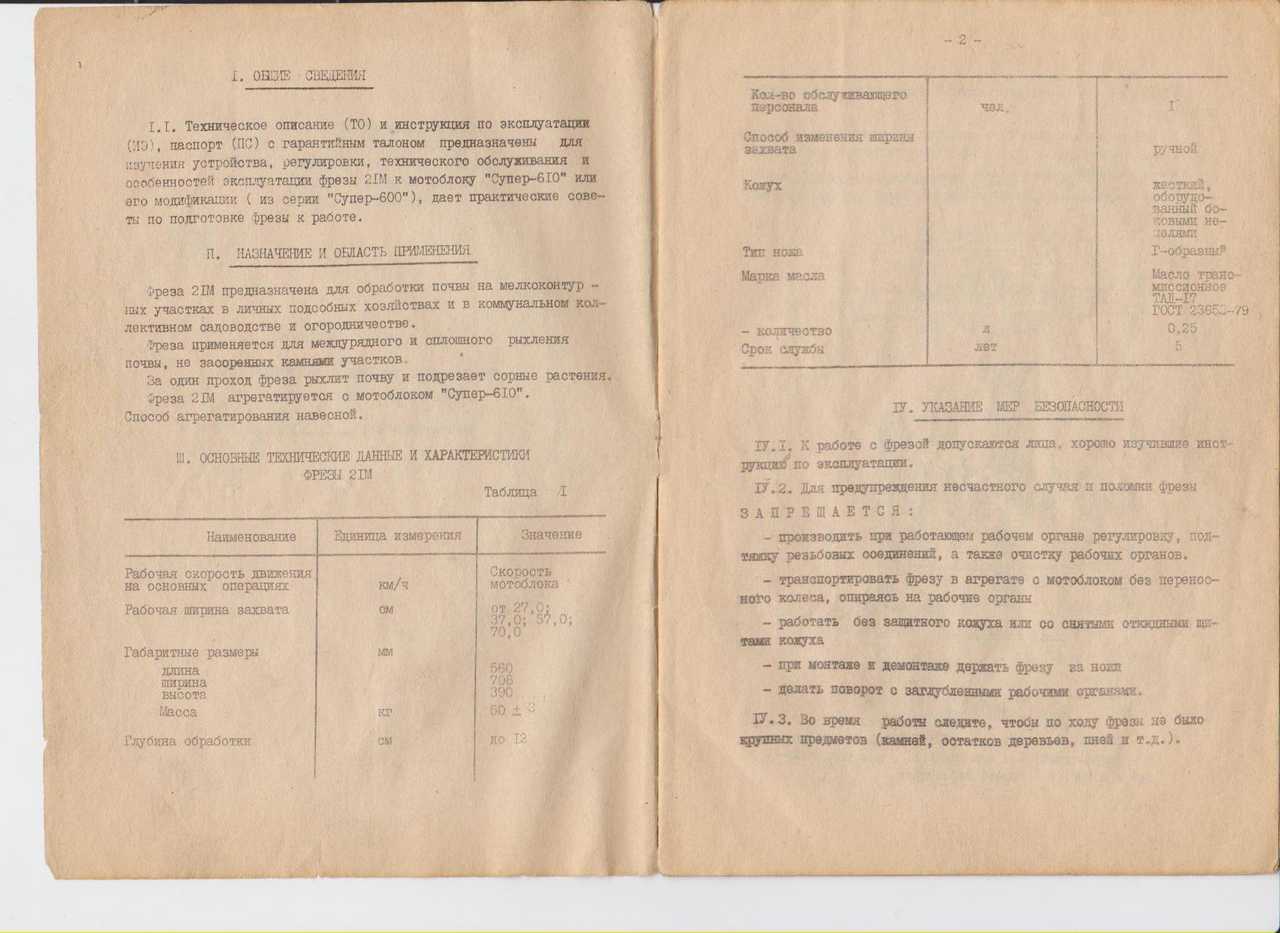 I. ОБЩИЕ СВЕДЕНИЯ
I.I. Техническое описание (ТО) и инструкция по эксплуатации
(ИЭ), паспорт (ПС) с гарантийным талоном предназначены для
изучения устройства, регулировки, технического обслуживания и
особенностей эксплуатации фрезы 2IМ к мотоблоку "Супер-6I0" или
его модификации ( из серии "Супер-600"), дает практические сове-
ты по подготовке фрезы к работе.
П. НАЗНАЧЕНИЕ И ОБЛАСТЬ ПРИМЕНЕНИЯ
Фреза 2IМ предназначена для обработки почвы на мелкоконтур -
ных участках в личных подсобных хозяйствах и в коммунальном кол-
лективном садоводстве и огородничестве.
Фреза применяется для междурядного и сплошного рыхления
почвы, не засоренных камнями участков.
За один проход фреза рыхлит почву и подрезает сорные растения.
Фреза 2IМ агрегатируется с мотоблоком "Супер-6I0".
Способ агрегатирования навесной.
Ш. ОСНОВНЫЕ ТЕХНИЧЕСКИЕ ДАННЫЕ И ХАРАКТЕРИСТИКИ
ФРЕЗЫ 2IМ
Таблица I
Наименование Единица измерения Значение
Рабочая скорость движения Скорость
на основных операциях км/ч мотоблока
Рабочая ширина захвата см от 27,0;
37,0; 57,0;
70,0
Габаритные размеры мм
длина 560
ширина 708
высота 390
Масса кг 50 ± 3
Глубина обработки см до I2
- 2 -
Кол-во обслуживающего
персонала чел. I
Способ изменения ширины
захвата ручной
Кожух жесткий,
оборудо-
ванный бо-
ковыми па-
нелями
Тип ножа Г-образный
Марка масла Масло транс-
миссионное
ТАП-I7
ГОСТ 23652-79
- количество л 0,25
Срок службы лет 5
IУ. УКАЗАНИЕ МЕР БЕЗОПАСНОСТИ
IУ.I. К работе с фрезой допускаются лица, хорошо изучившие инст-
рукцию по эксплуатации.
IУ.2. Для предупреждения несчастного случая и поломки фрезы
ЗАПРЕЩАЕТСЯ:
- производить при работающем рабочем органе регулировку, под-
тяжку резьбовых соединений, а также очистку рабочих органов.
- транспортировать фрезу в агрегате с мотоблоком без перенос-
ного колеса, опираясь на рабочие органы
- работать без защитного кожуха или со снятыми откидными щи-
тами кожуха
- при монтаже и демонтаже держать фрезу за ножи
- делать поворот с заглубленными рабочими органами.
IУ.3. Во время работы следите, чтобы по ходу фрезы не было
крупных предметов (камней, остатков деревьев, пней и т.д.).